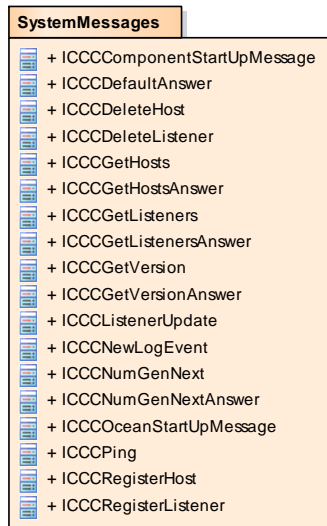 SystemMessages
+ ICCCComponentStartUpMessage
+ ICCCDefaultAnswer
+ ICCCDeleteHost
+ ICCCDeleteListener
+ ICCCGetHosts
+ ICCCGetHostsAnswer
+ ICCCGetListeners
+ ICCCGetListenersAnswer
+ ICCCGetVersion
+ ICCCGetVersionAnswer
+ ICCCListenerUpdate
+ ICCCNewLogEvent
+ ICCCNumGenNext
+ ICCCNumGenNextAnswer
+ ICCCOceanStartUpMessage
+ ICCCPing
+ ICCCRegisterHost
+ ICCCRegisterListener